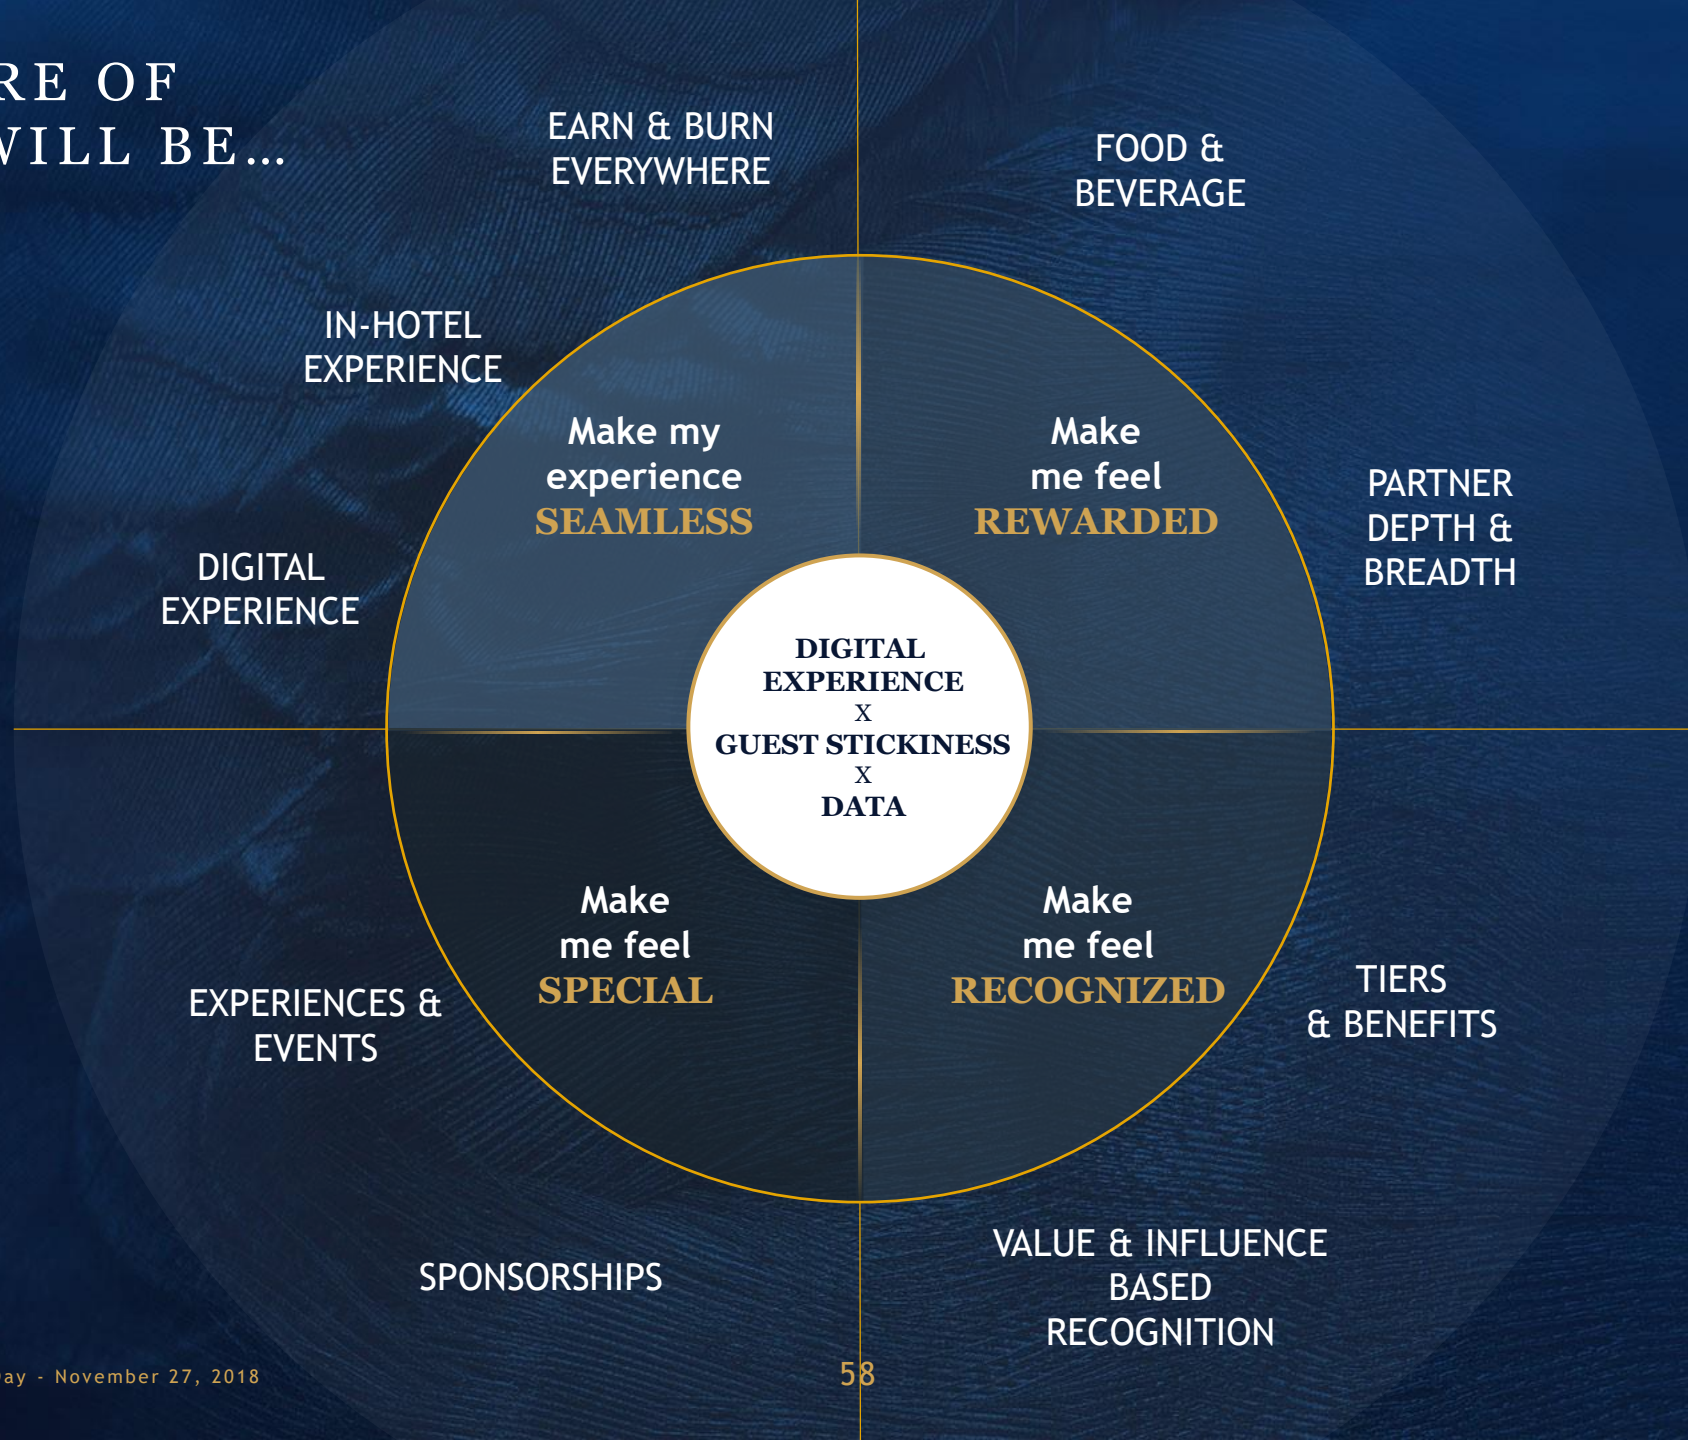 RE OF
WILL BE…
EARN & BURN
EVERYWHERE
FOOD &
BEVERAGE
IN-HOTEL
EXPERIENCE
Make my
experience
SEAMLESS
Make
me feel
REWARDED
PARTNER
DEPTH &
BREADTH
DIGITAL
EXPERIENCE
DIGITAL
EXPERIENCE
X
GUEST STICKINESS
X
DATA
Make
me feel
SPECIAL
Make
me feel
RECOGNIZED
EXPERIENCES &
EVENTS
TIERS
& BENEFITS
SPONSORSHIPS
VALUE & INFLUENCE
BASED
RECOGNITION
ay - November 27, 2018
58